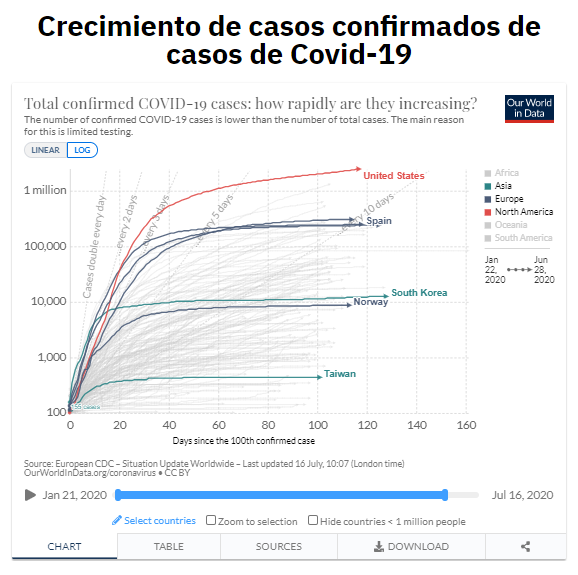 Crecimiento de casos confirmados de
casos de Covid-19
Total confirmed COVID-19 cases: how rapidly are they increasing?
The number of confirmed COVID-19 cases is lower than the number of total cases. The main reason
for this is limited testing.
Our World
in Data
LINEAR
LOG
1 million
100,000
10,000
1,000
100
Cases double every day
...every 2 days
...every 3 days
...every 5 days
...every 10 days
United States
Spain
South Korea
Norway
Taiwan
0
20
40
60
80
100
120
140
160
Days since the 100th confirmed case
Africa
Asia
Europe
North America
Oceania
South America
Jan
22,
2020
Jun
28,
2020
Source: European CDC – Situation Update Worldwide – Last updated 16 July, 10:07 (London time)
OurWorldInData.org/coronavirus • CC BY
Jan 21, 2020
Jul 16, 2020
Select countries
Zoom to selection
Hide countries < 1 million people
CHART
TABLE
SOURCES
DOWNLOAD